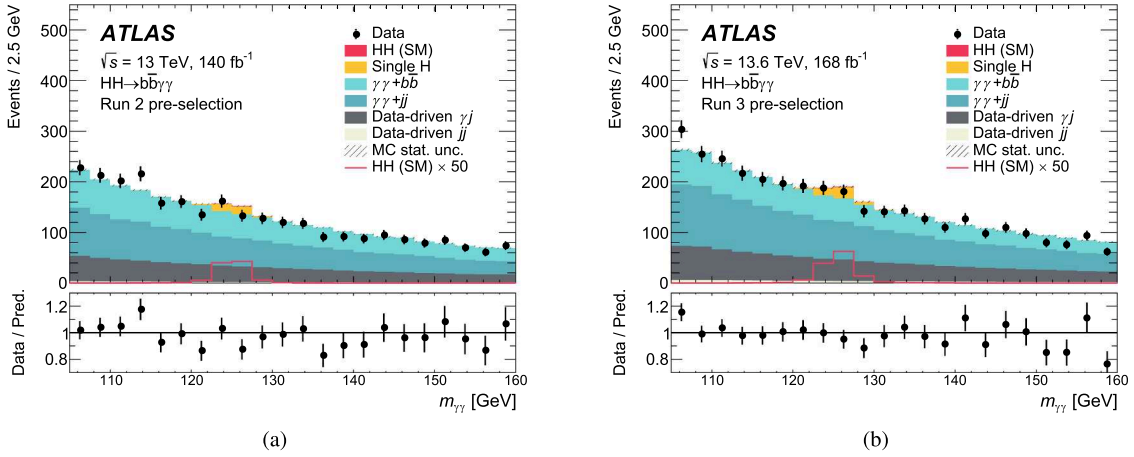 Events / 2.5 GeV
500
400
300
200
100
0
ATLAS
√s = 13 TeV, 140 fb⁻¹
HH→bb̅γγ
Run 2 pre-selection
Data
HH (SM)
Single H
γγ+bb̅
γγ+jj
Data-driven γj
Data-driven jj
MC stat. unc.
HH (SM) × 50
Data / Pred.
1.2
1
0.8
110 120 130 140 150 160
mγγ [GeV]
(a)
Events / 2.5 GeV
500
400
300
200
100
0
ATLAS
√s = 13.6 TeV, 168 fb⁻¹
HH→bb̅γγ
Run 3 pre-selection
Data
HH (SM)
Single H
γγ+bb̅
γγ+jj
Data-driven γj
Data-driven jj
MC stat. unc.
HH (SM) × 50
Data / Pred.
1.2
1
0.8
110 120 130 140 150 160
mγγ [GeV]
(b)